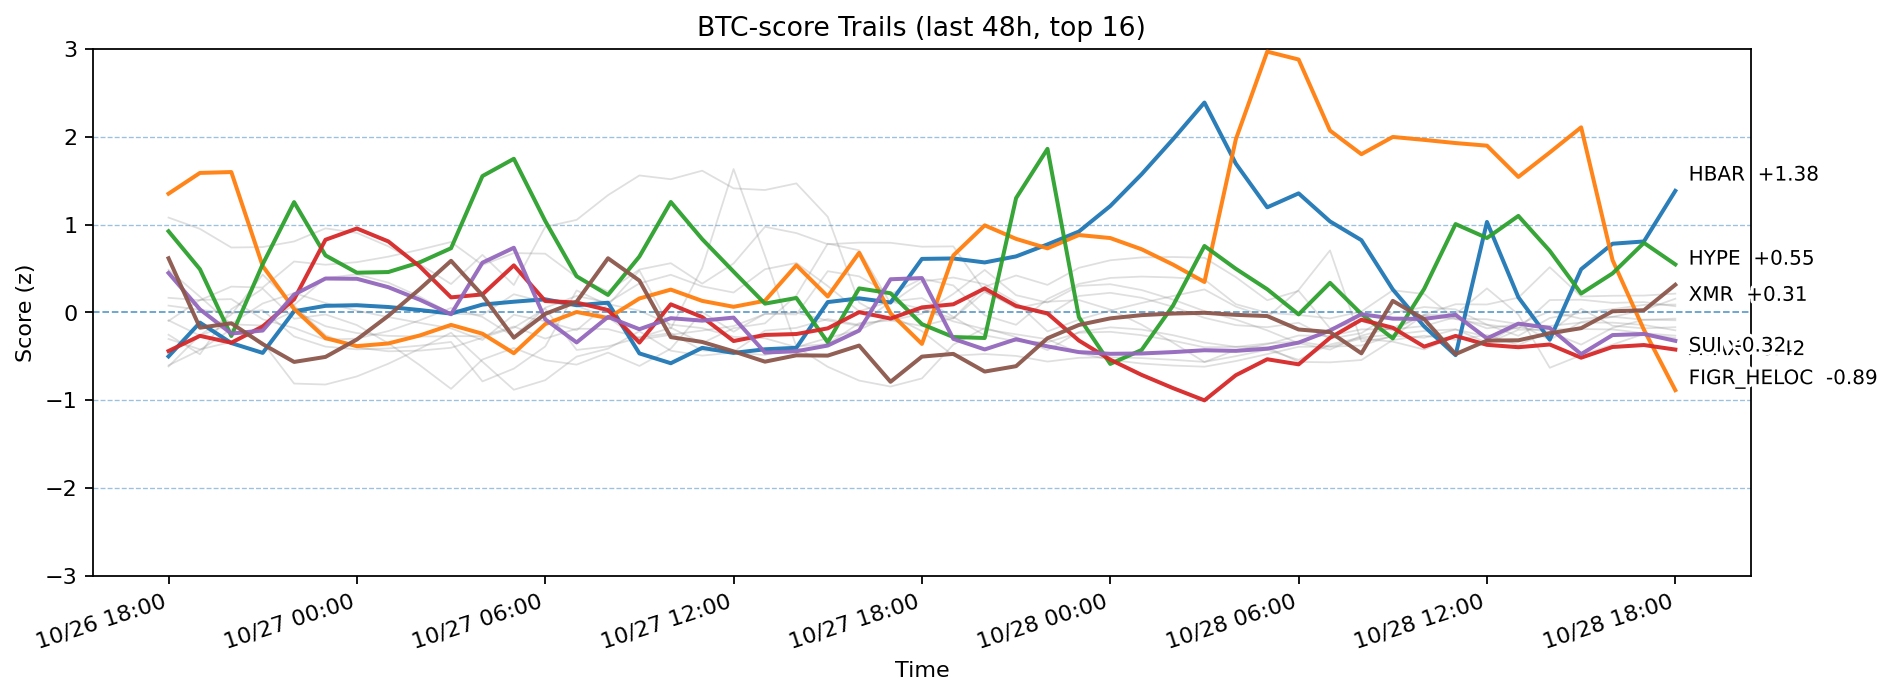 BTC-score Trails (last 48h, top 16)
Score (z)
3
2
1
0
−1
−2
−3
HBAR +1.38
HYPE +0.55
XMR +0.31
SUI -0.32
FIGR_HELOC -0.89
10/26 18:00
10/27 00:00
10/27 06:00
10/27 12:00
10/27 18:00
10/28 00:00
10/28 06:00
10/28 12:00
10/28 18:00
Time